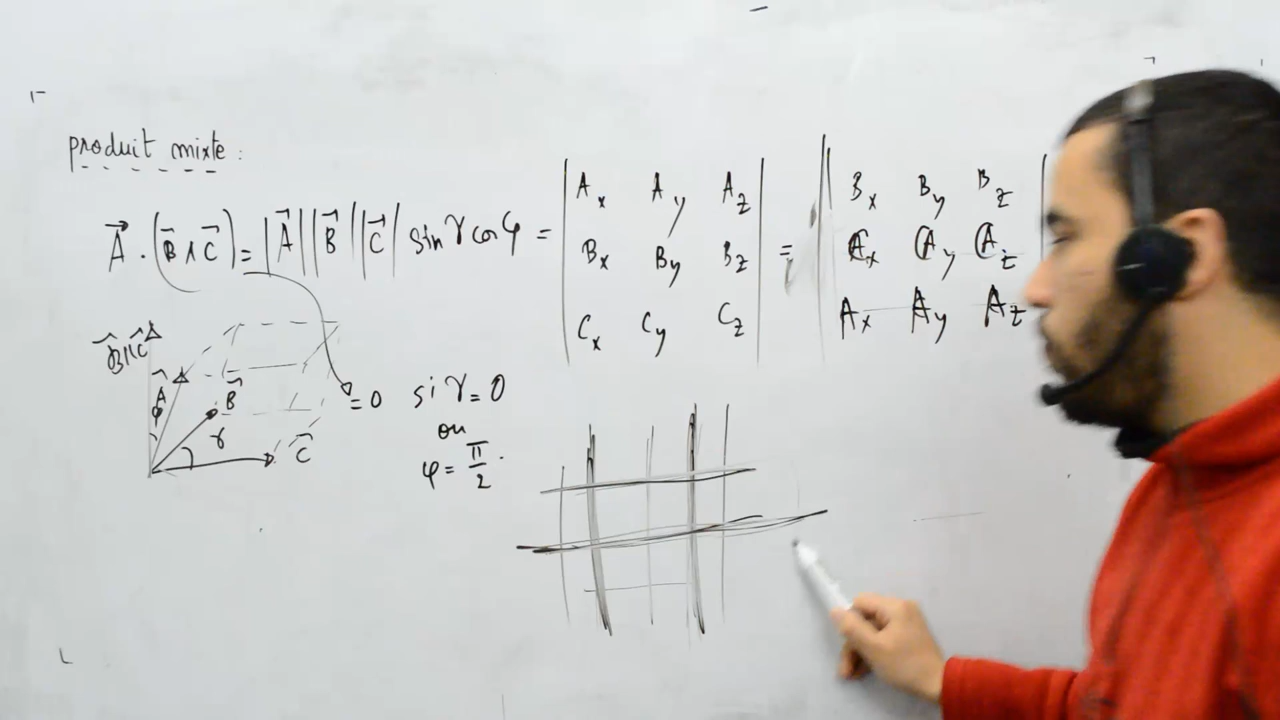 produit mixte :
A⃗ . (B⃗ ∧ C⃗) = |A⃗| |B⃗| |C⃗| sin γ cos φ = | Ax Ay Az | = | Bx By Bz |
| Bx By Bz | | Cx Cy Cz |
| Cx Cy Cz | | Ax Ay Az |
B⃗∧C⃗
A⃗
φ
B⃗
γ
C⃗
= 0 si γ = 0
ou
φ = π/2 .